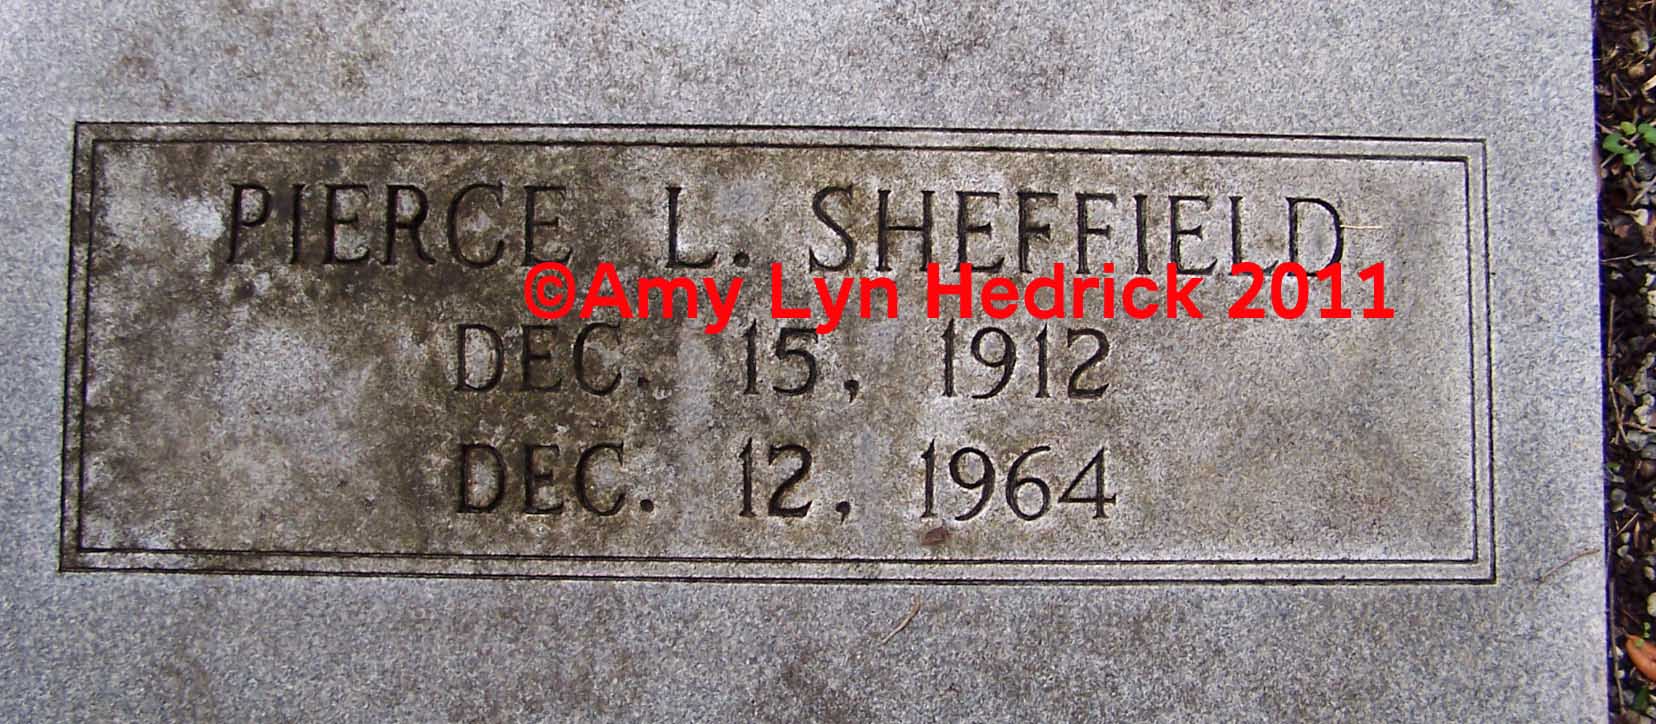 PIERCE L. SHEFFIELD
©Amy Lyn Hedrick 2011
DEC. 15, 1912
DEC. 12, 1964